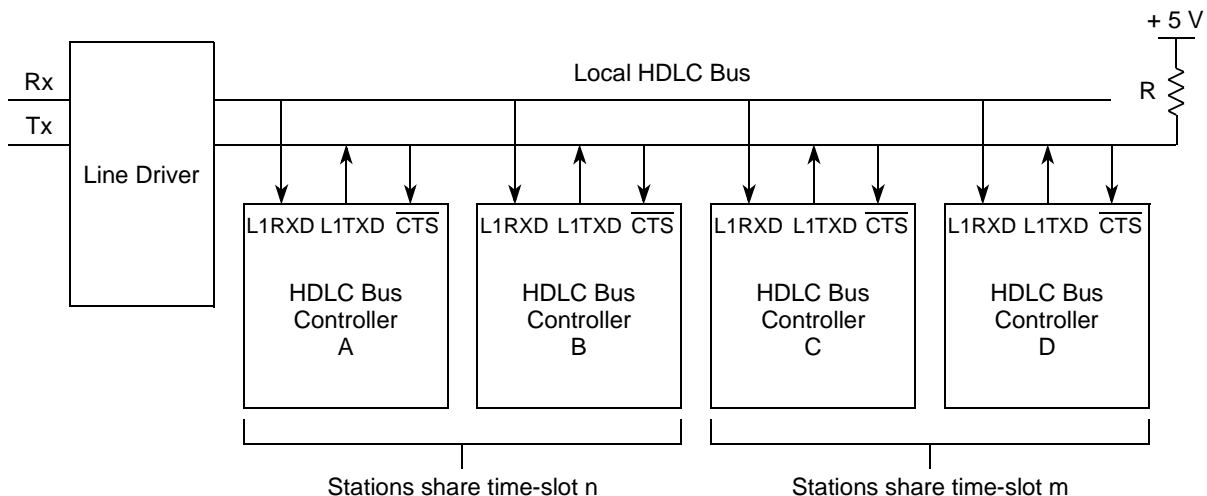 + 5 V
Rx
Local HDLC Bus
R
Tx
Line Driver
L1RXD L1TXD CTS
L1RXD L1TXD CTS
L1RXD L1TXD CTS
L1RXD L1TXD CTS
HDLC Bus
Controller
A
HDLC Bus
Controller
B
HDLC Bus
Controller
C
HDLC Bus
Controller
D
Stations share time-slot n
Stations share time-slot m